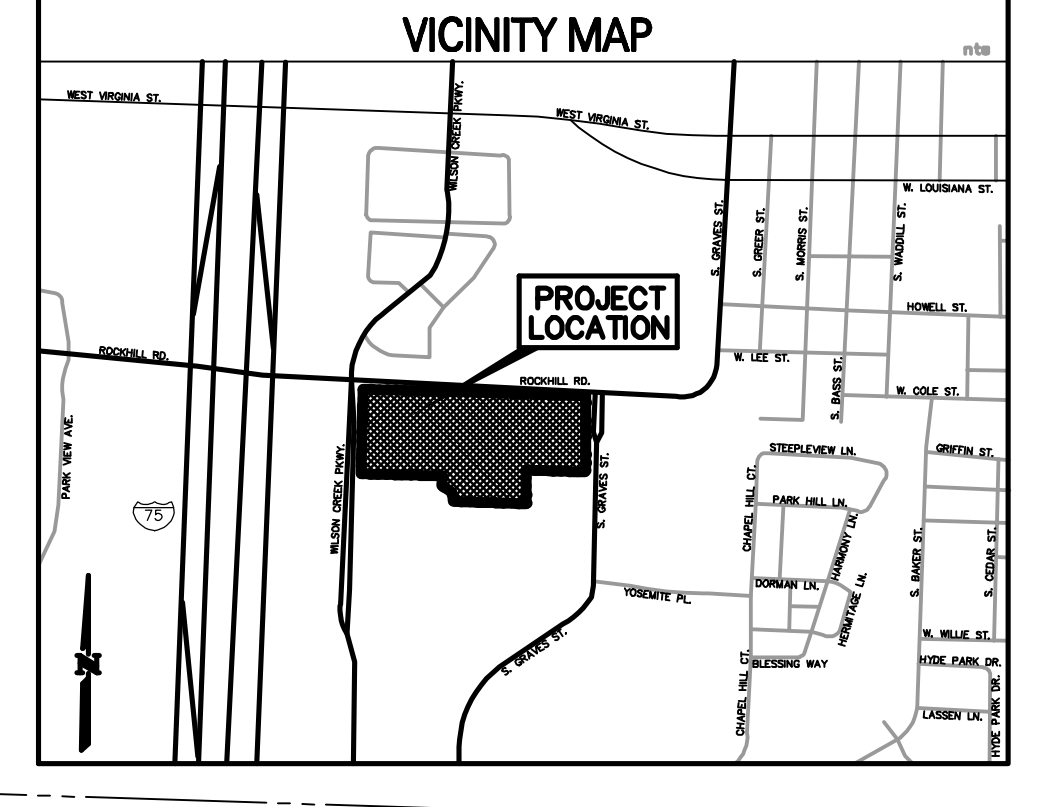 VICINITY MAP
nts
WEST VIRGINIA ST.
WILSON CREEK PKWY.
WEST VIRGINIA ST.
W. LOUISIANA ST.
S. GRAVES ST.
S. GREER ST.
S. MORRIS ST.
S. WADDILL ST.
PROJECT
LOCATION
HOWELL ST.
ROCKHILL RD.
W. LEE ST.
ROCKHILL RD.
S. BASS ST.
W. COLE ST.
PARK VIEW AVE.
WILSON CREEK PKWY.
S. GRAVES ST.
STEEPLEVIEW LN.
GRIFFIN ST.
CHAPEL HILL CT.
PARK HILL LN.
75
HARMONY LN.
S. BAKER ST.
S. CEDAR ST.
DORMAN LN.
YOSEMITE PL.
HERMITAGE LN.
W. WILLIE ST.
S. GRAVES ST.
N
BLESSING WAY
HYDE PARK DR.
CHAPEL HILL CT.
LASSEN LN.
HYDE PARK DR.